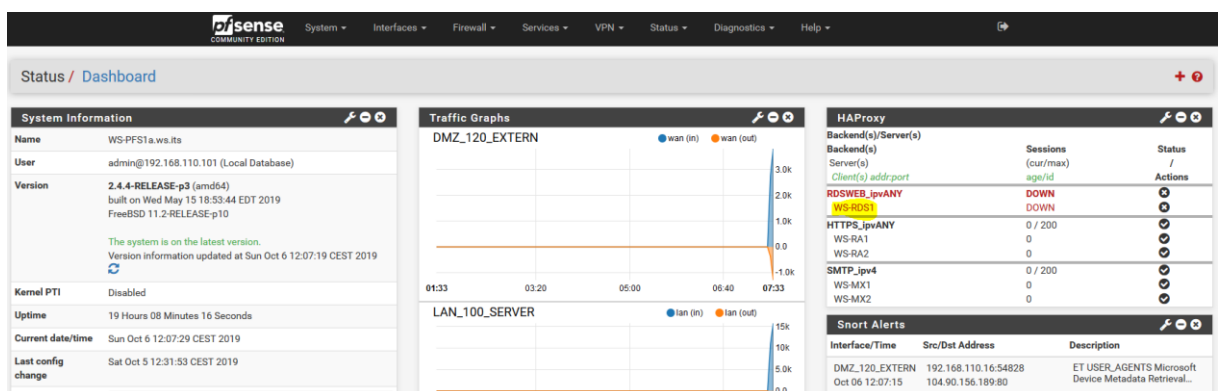 pfsense System Interfaces Firewall Services VPN Status Diagnostics Help
COMMUNITY EDITION
Status / Dashboard
System Information
Name WS-PFS1a.ws.its
User admin@192.168.110.101 (Local Database)
Version 2.4.4-RELEASE-p3 (amd64)
built on Wed May 15 18:53:44 EDT 2019
FreeBSD 11.2-RELEASE-p10
The system is on the latest version.
Version information updated at Sun Oct 6 12:07:19 CEST 2019
Kernel PTI Disabled
Uptime 19 Hours 08 Minutes 16 Seconds
Current date/time Sun Oct 6 12:07:29 CEST 2019
Last config change Sat Oct 5 12:31:53 CEST 2019
Traffic Graphs
DMZ_120_EXTERN wan (in) wan (out)
3.0k
2.0k
1.0k
0.0
-1.0k
01:33 03:20 05:00 06:40 07:33
LAN_100_SERVER lan (in) lan (out)
15k
10k
5.0k
0.0
HAProxy
Backend(s)/Server(s)
Backend(s) Sessions Status
Server(s) (cur/max) /
Client(s) addr:port age/id Actions
RDSWEB_ipvANY DOWN
WS-RDS1 DOWN
HTTPS_ipvANY 0 / 200
WS-RA1 0
WS-RA2 0
SMTP_ipv4 0 / 200
WS-MX1 0
WS-MX2 0
Snort Alerts
Interface/Time Src/Dst Address Description
DMZ_120_EXTERN 192.168.110.16:54828 ET USER_AGENTS Microsoft
Oct 06 12:07:15 104.90.156.189:80 Device Metadata Retrieval...